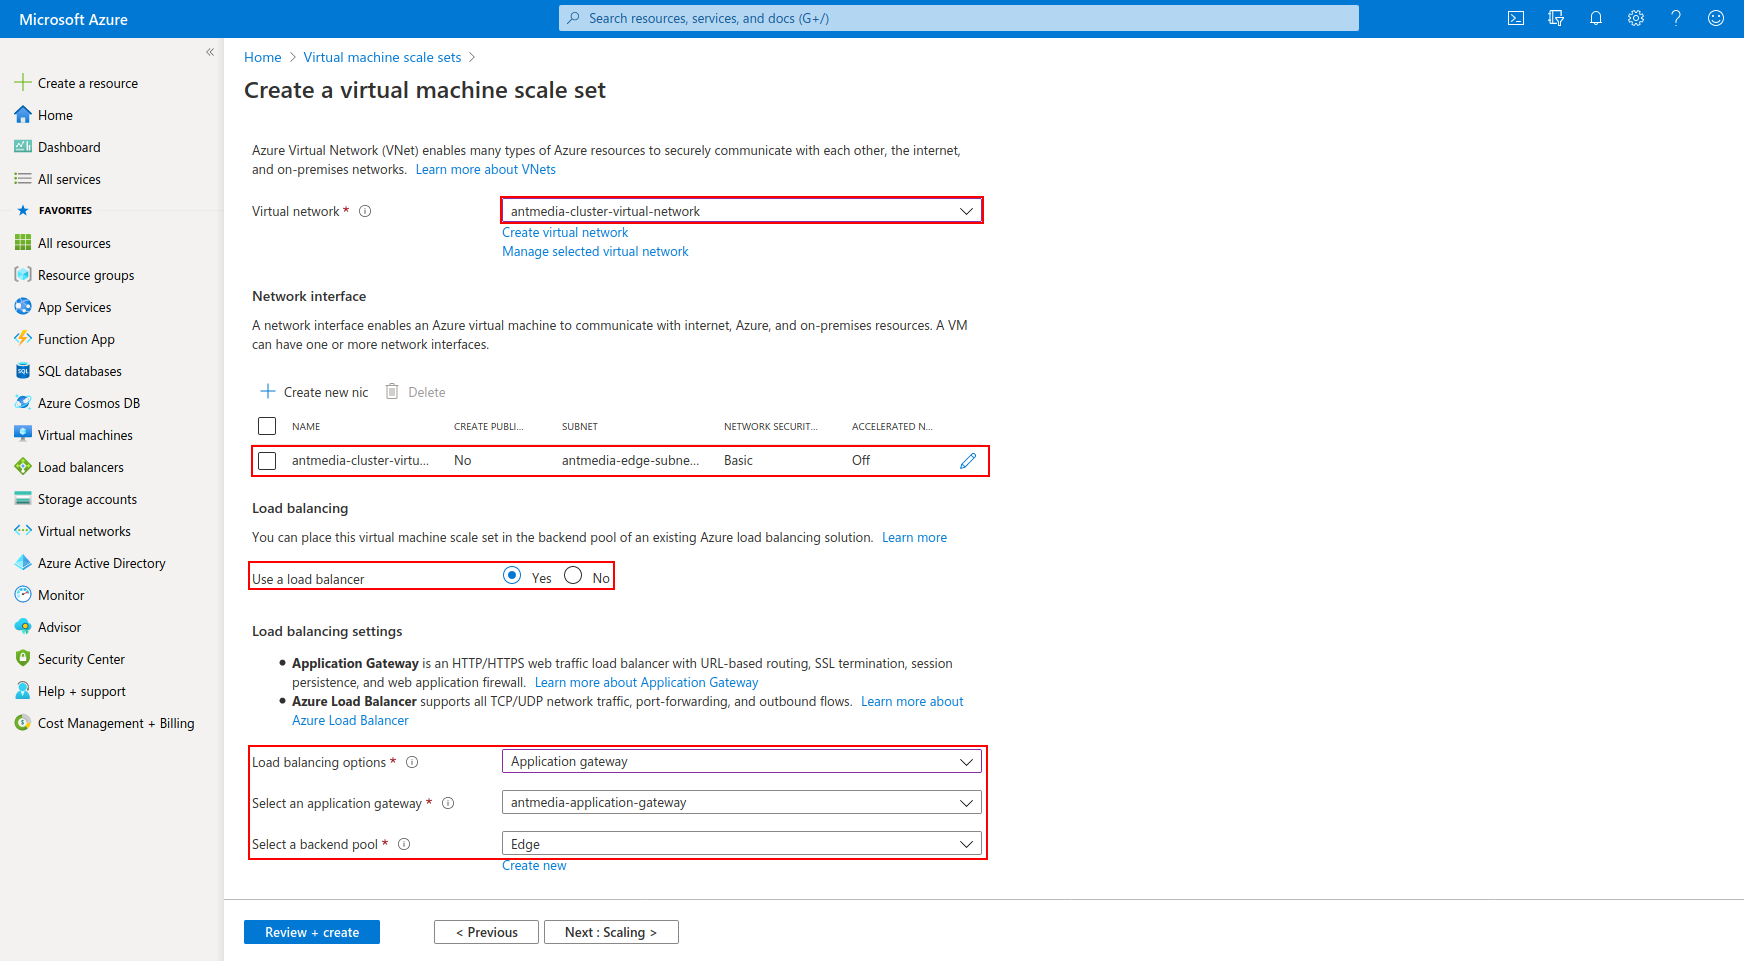 Microsoft Azure
Search resources, services, and docs (G+/)
«
Create a resource
Home
Dashboard
All services
FAVORITES
All resources
Resource groups
App Services
Function App
SQL databases
Azure Cosmos DB
Virtual machines
Load balancers
Storage accounts
Virtual networks
Azure Active Directory
Monitor
Advisor
Security Center
Help + support
Cost Management + Billing
Home > Virtual machine scale sets >
Create a virtual machine scale set
Azure Virtual Network (VNet) enables many types of Azure resources to securely communicate with each other, the internet,
and on-premises networks. Learn more about VNets
Virtual network * antmedia-cluster-virtual-network
Create virtual network
Manage selected virtual network
Network interface
A network interface enables an Azure virtual machine to communicate with internet, Azure, and on-premises resources. A VM
can have one or more network interfaces.
Create new nic Delete
NAME CREATE PUBLI... SUBNET NETWORK SECURIT... ACCELERATED N...
antmedia-cluster-virtu... No antmedia-edge-subne... Basic Off
Load balancing
You can place this virtual machine scale set in the backend pool of an existing Azure load balancing solution. Learn more
Use a load balancer Yes No
Load balancing settings
• Application Gateway is an HTTP/HTTPS web traffic load balancer with URL-based routing, SSL termination, session
persistence, and web application firewall. Learn more about Application Gateway
• Azure Load Balancer supports all TCP/UDP network traffic, port-forwarding, and outbound flows. Learn more about
Azure Load Balancer
Load balancing options * Application gateway
Select an application gateway * antmedia-application-gateway
Select a backend pool * Edge
Create new
Review + create < Previous Next : Scaling >